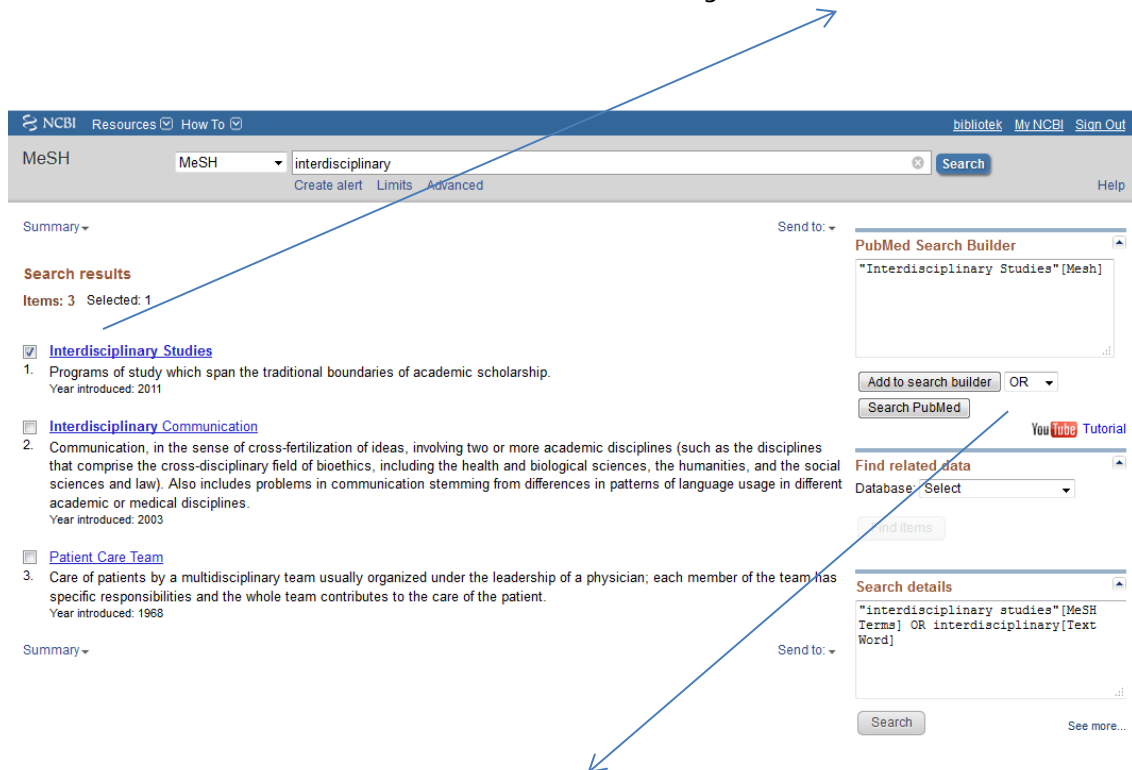 NCBI Resources How To bibliotek My NCBI Sign Out
MeSH MeSH interdisciplinary Search
Create alert Limits Advanced Help
Summary Send to:
Search results
Items: 3 Selected: 1
Interdisciplinary Studies
1. Programs of study which span the traditional boundaries of academic scholarship.
Year introduced: 2011
Interdisciplinary Communication
2. Communication, in the sense of cross-fertilization of ideas, involving two or more academic disciplines (such as the disciplines
that comprise the cross-disciplinary field of bioethics, including the health and biological sciences, the humanities, and the social
sciences and law). Also includes problems in communication stemming from differences in patterns of language usage in different
academic or medical disciplines.
Year introduced: 2003
Patient Care Team
3. Care of patients by a multidisciplinary team usually organized under the leadership of a physician; each member of the team has
specific responsibilities and the whole team contributes to the care of the patient.
Year introduced: 1968
Summary Send to:
PubMed Search Builder
"Interdisciplinary Studies"[Mesh]
Add to search builder OR
Search PubMed
YouTube Tutorial
Find related data
Database: Select
Find items
Search details
"interdisciplinary studies"[MeSH
Terms] OR interdisciplinary[Text
Word]
Search See more...